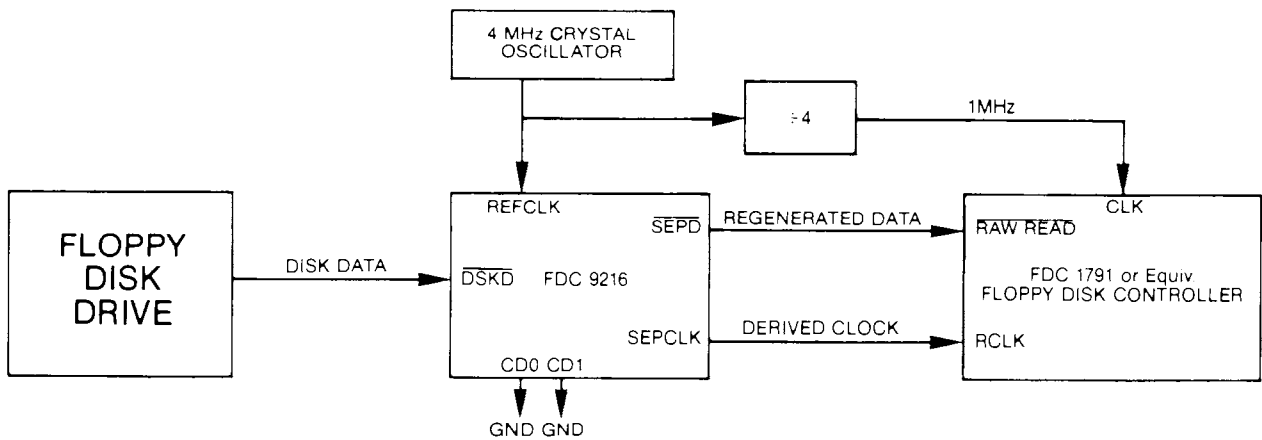 4 MHz CRYSTAL
OSCILLATOR
÷4
1MHz
REFCLK
SEPD
REGENERATED DATA
CLK
RAW READ
FLOPPY
DISK
DRIVE
DISK DATA
DSKD
FDC 9216
FDC 1791 or Equiv.
FLOPPY DISK CONTROLLER
SEPCLK
DERIVED CLOCK
RCLK
CD0 CD1
GND GND